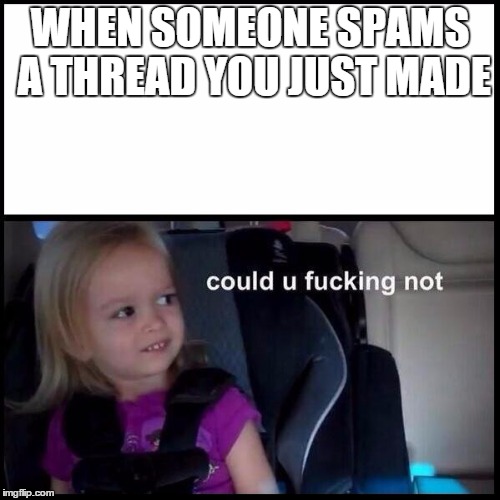 WHEN SOMEONE SPAMS
A THREAD YOU JUST MADE
could u fucking not
imgflip.com